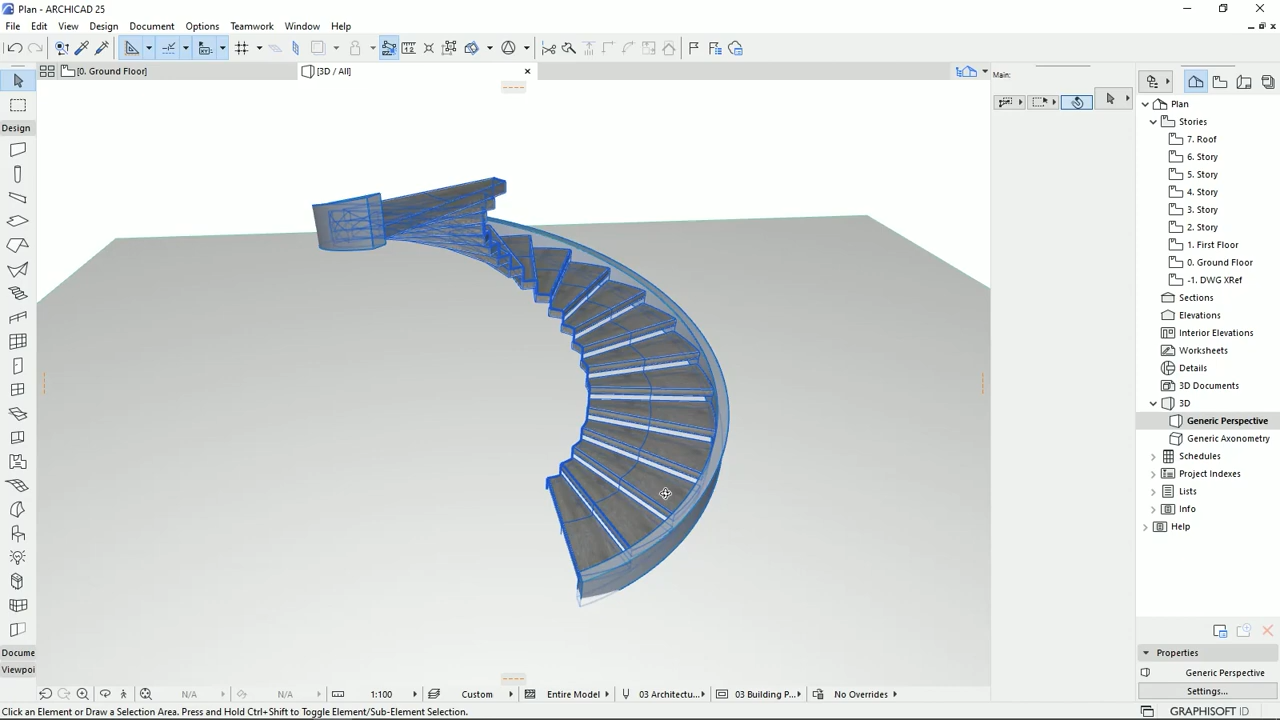 Plan - ARCHICAD 25
File Edit View Design Document Options Teamwork Window Help
[0. Ground Floor]
[3D / All]
Main:
Design
Plan
Stories
7. Roof
6. Story
5. Story
4. Story
3. Story
2. Story
1. First Floor
0. Ground Floor
-1. DWG XRef
Sections
Elevations
Interior Elevations
Worksheets
Details
3D Documents
3D
Generic Perspective
Generic Axonometry
Schedules
Project Indexes
Lists
Info
Help
Docume
Viewpoi
Properties
Generic Perspective
Settings...
N/A
N/A
1:100
Custom
Entire Model
03 Architectu...
03 Building P...
No Overrides
Click an Element or Draw a Selection Area. Press and Hold Ctrl+Shift to Toggle Element/Sub-Element Selection.
GRAPHISOFT ID